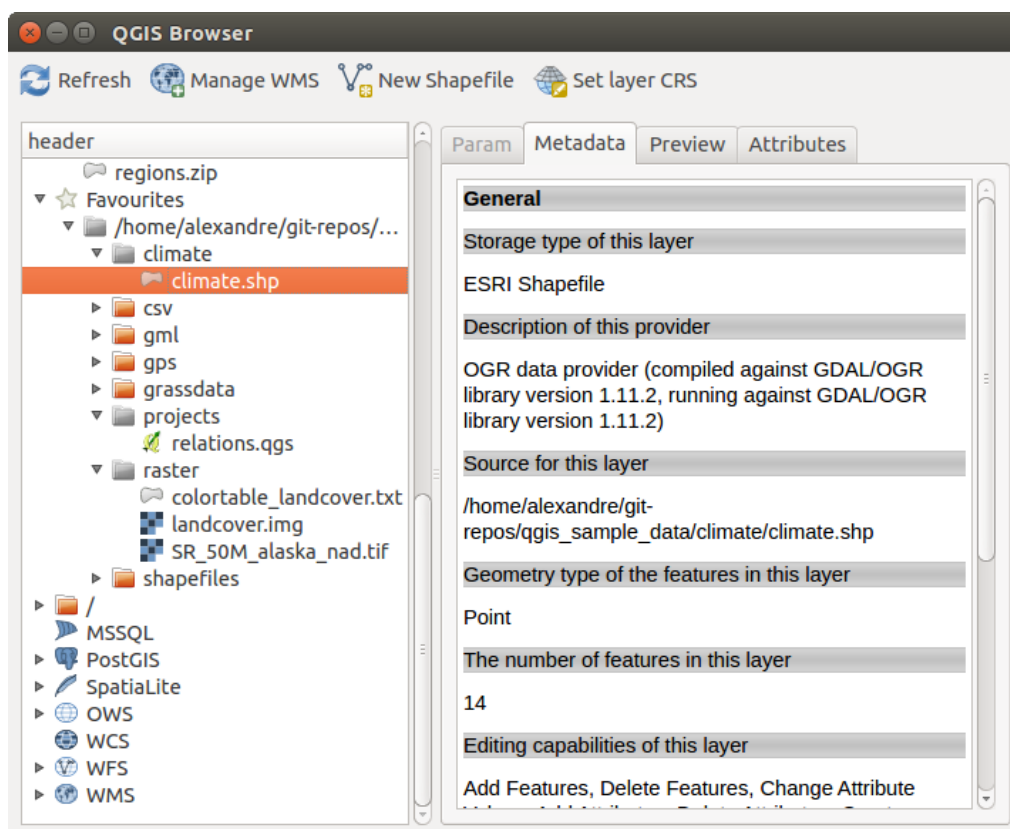 QGIS Browser
Refresh Manage WMS New Shapefile Set layer CRS
header
regions.zip
Favourites
/home/alexandre/git-repos/...
climate
climate.shp
csv
gml
gps
grassdata
projects
relations.qgs
raster
colortable_landcover.txt
landcover.img
SR_50M_alaska_nad.tif
shapefiles
/
MSSQL
PostGIS
SpatiaLite
OWS
WCS
WFS
WMS
Param Metadata Preview Attributes
General
Storage type of this layer
ESRI Shapefile
Description of this provider
OGR data provider (compiled against GDAL/OGR
library version 1.11.2, running against GDAL/OGR
library version 1.11.2)
Source for this layer
/home/alexandre/git-
repos/qgis_sample_data/climate/climate.shp
Geometry type of the features in this layer
Point
The number of features in this layer
14
Editing capabilities of this layer
Add Features, Delete Features, Change Attribute